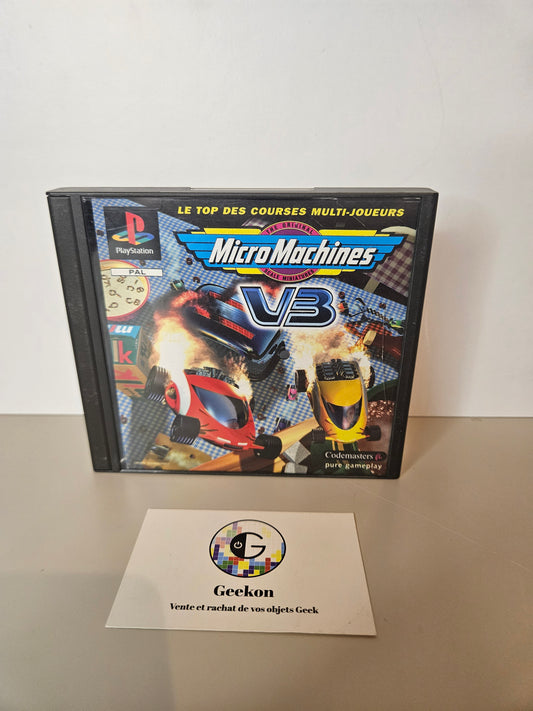 LE TOP DES COURSES MULTI-JOUEURS
PlayStation
PAL
THE ORIGINAL
Micro Machines
SCALE MINIATURES
V3
Codemasters
pure gameplay
G
Geekon
Vente et rachat de vos objets Geek